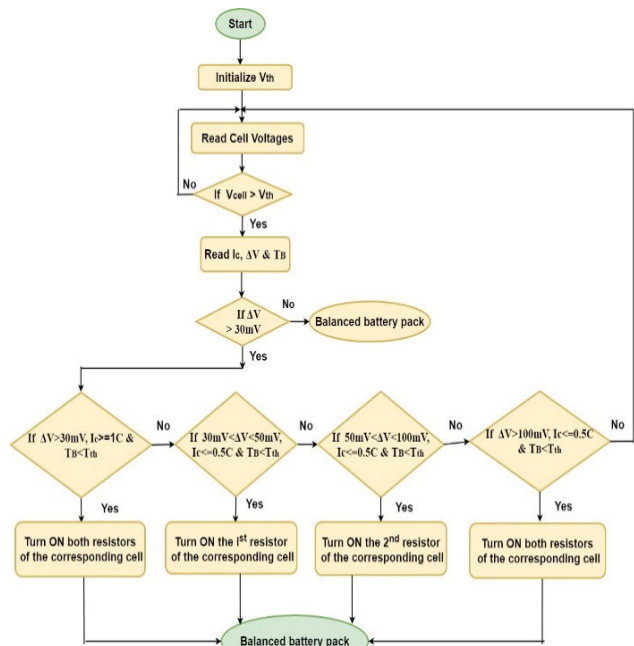 Start
Initialize Vth
Read Cell Voltages
No
If Vcell > Vth
Yes
Read Ic, ΔV & TB
If ΔV
> 30mV
No
Balanced battery pack
Yes
If ΔV>30mV, Ic>=1C &
TB<Tth
No
If 30mV<ΔV<50mV,
Ic<=0.5C & TB<Tth
No
If 50mV<ΔV<100mV,
Ic<=0.5C & TB<Tth
No
If ΔV>100mV, Ic<=0.5C
& TB<Tth
No
Yes
Yes
Yes
Yes
Turn ON both resistors
of the corresponding cell
Turn ON the Ist resistor
of the corresponding cell
Turn ON the 2nd resistor
of the corresponding cell
Turn ON both resistors
of the corresponding cell
Balanced battery pack